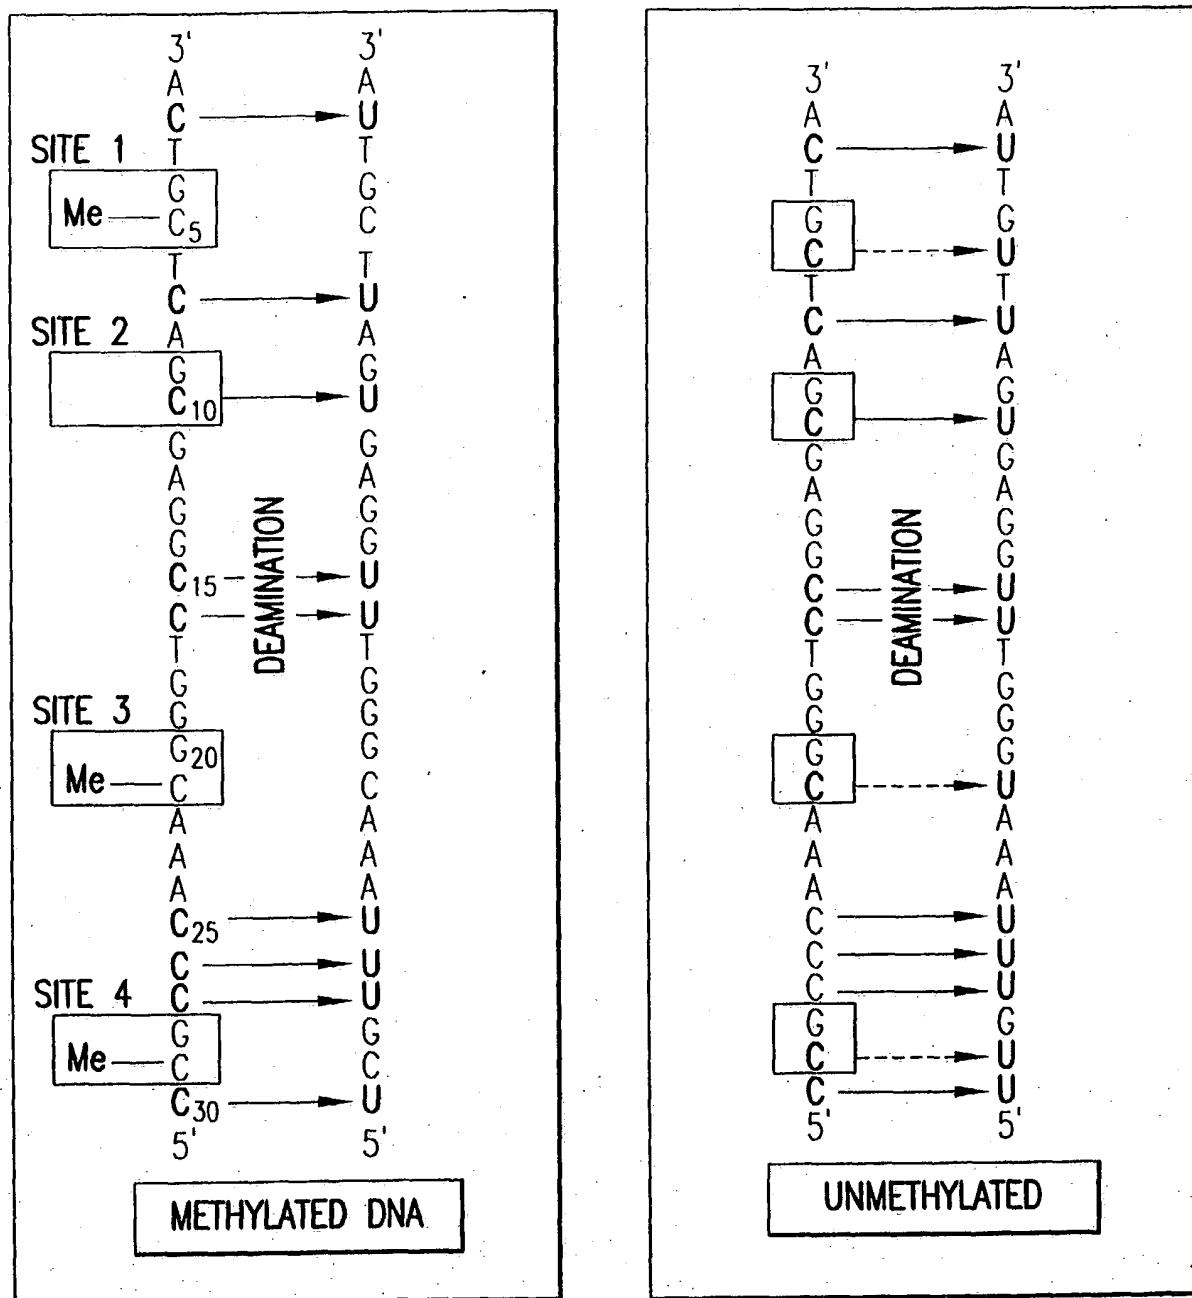 3' 3'
A A
C U
SITE 1
T T
G G
Me C5 C
T T
C U
SITE 2
A A
G G
C10 U
G G
A A
G G
G G
C15 U
C U
DEAMINATION
T T
G G
SITE 3
G G
G20 G
Me C C
A A
A A
A A
C25 U
C U
SITE 4
C U
G G
Me C C
C30 U
5' 5'
METHYLATED DNA
3' 3'
A A
C U
T T
G G
C U
T T
C U
A A
G G
C U
G G
A A
G G
G G
C U
C U
DEAMINATION
T T
G G
G G
G G
C U
A A
A A
A A
C U
C U
C U
G G
C U
C U
5' 5'
UNMETHYLATED